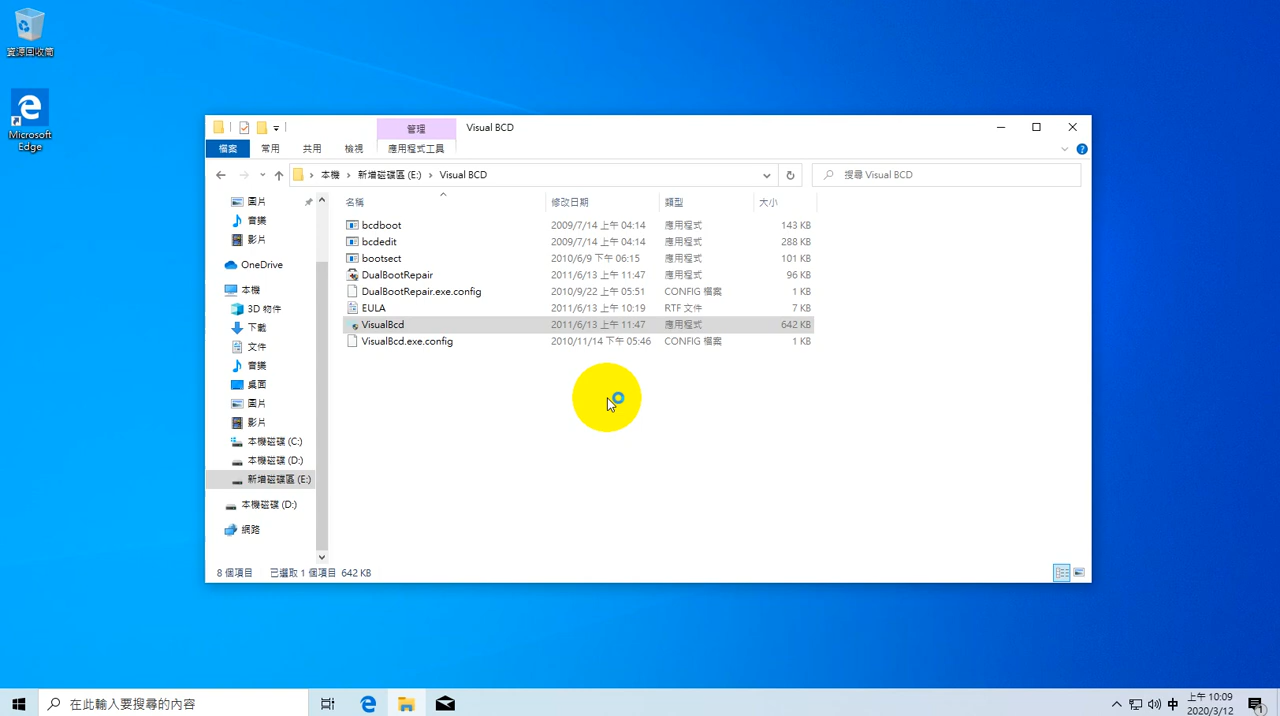 資源回收筒
Microsoft
Edge
管理
Visual BCD
檔案
常用
共用
檢視
應用程式工具
本機 › 新增磁碟區 (E:) › Visual BCD
搜尋 Visual BCD
名稱
修改日期
類型
大小
bcdboot 2009/7/14 上午 04:14 應用程式 143 KB
bcdedit 2009/7/14 上午 04:14 應用程式 288 KB
bootsect 2010/6/9 下午 06:15 應用程式 101 KB
DualBootRepair 2011/6/13 上午 11:47 應用程式 96 KB
DualBootRepair.exe.config 2010/9/22 上午 05:51 CONFIG 檔案 1 KB
EULA 2011/6/13 上午 10:19 RTF 文件 7 KB
VisualBcd 2011/6/13 上午 11:47 應用程式 642 KB
VisualBcd.exe.config 2010/11/14 下午 05:46 CONFIG 檔案 1 KB
圖片
音樂
影片
OneDrive
本機
3D 物件
下載
文件
音樂
桌面
圖片
影片
本機磁碟 (C:)
本機磁碟 (D:)
新增磁碟區 (E:)
本機磁碟 (D:)
網路
8 個項目
已選取 1 個項目 642 KB
在此輸入要搜尋的內容
中
上午 10:09
2020/3/12
1